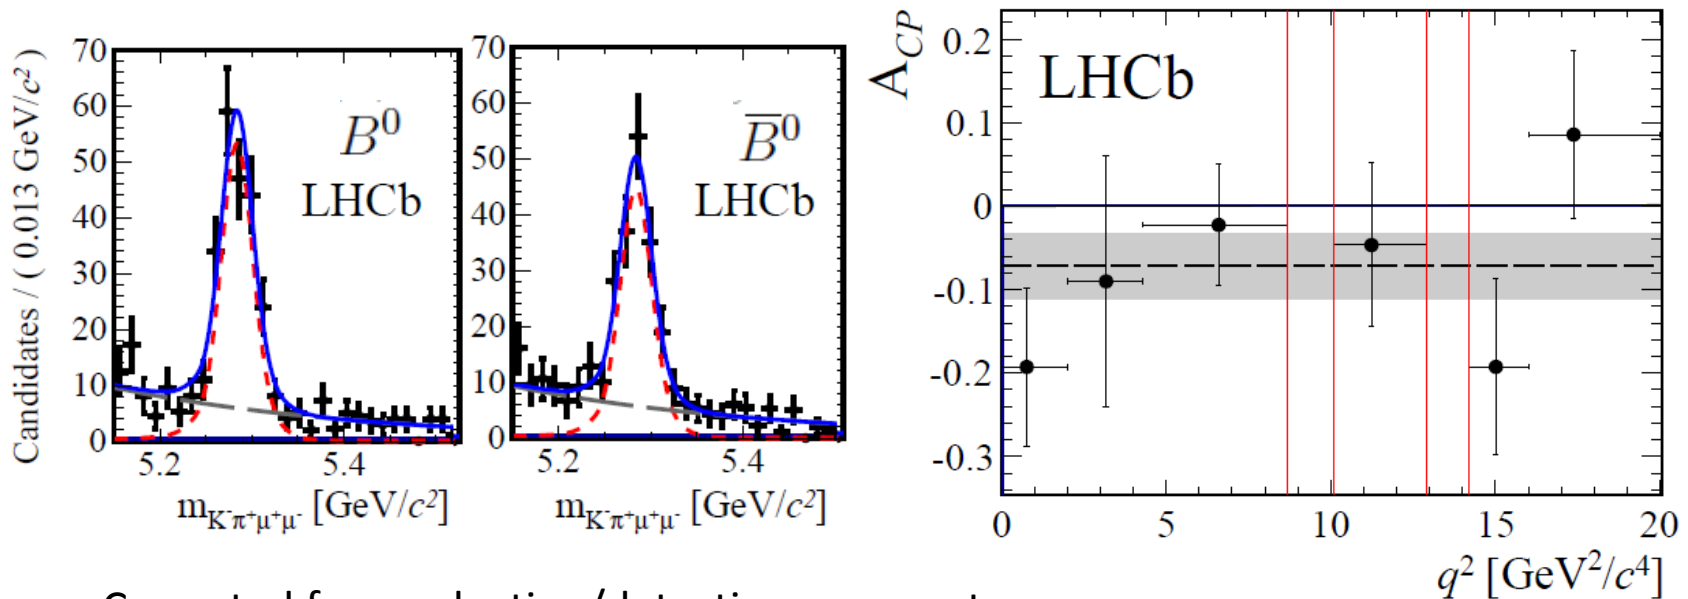 Candidates / ( 0.013 GeV/c² )
70
60
50
40
30
20
10
0
B⁰
LHCb
5.2 5.4
m_K⁻π⁺μ⁺μ⁻ [GeV/c²]
70
60
50
40
30
20
10
0
B̅⁰
LHCb
5.2 5.4
m_K⁻π⁺μ⁺μ⁻ [GeV/c²]
A_CP
0.2
0.1
0
-0.1
-0.2
-0.3
LHCb
0 5 10 15 20
q² [GeV²/c⁴]